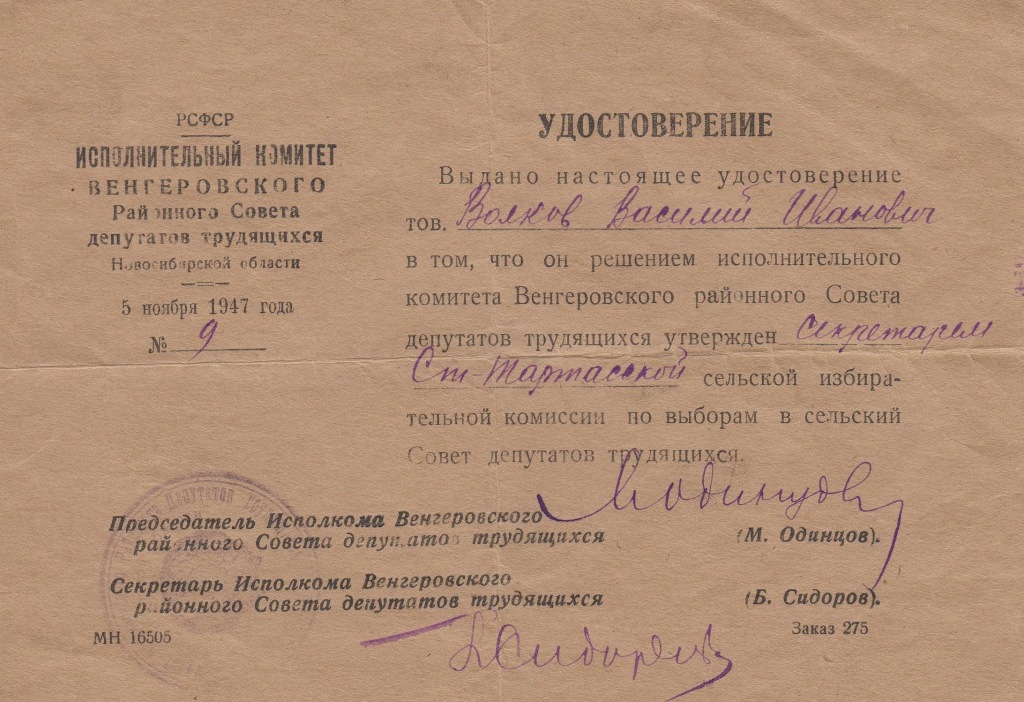 РСФСР
ИСПОЛНИТЕЛЬНЫЙ КОМИТЕТ
ВЕНГЕРОВСКОГО
Районного Совета
депутатов трудящихся
Новосибирской области
5 ноября 1947 года
№ 9
УДОСТОВЕРЕНИЕ
Выдано настоящее удостоверение
тов. Волков Василий Иванович
в том, что он решением исполнительного
комитета Венгеровского районного Совета
депутатов трудящихся утвержден секретарем
Ст-Тартасской сельской избира-
тельной комиссии по выборам в сельский
Совет депутатов трудящихся.
МОдинцов
Председатель Исполкома Венгеровского
районного Совета депутатов трудящихся (М. Одинцов).
Секретарь Исполкома Венгеровского
районного Совета депутатов трудящихся (Б. Сидоров).
МН 16505 Заказ 275
БСидоров
ДЕПУТАТОВ